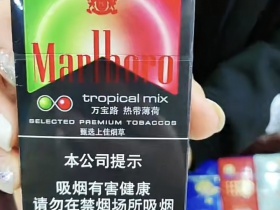 Marlboro
tropical mix
万宝路 热带薄荷
SELECTED PREMIUM TOBACCOS
甄选上佳烟草
本公司提示
吸烟有害健康
请勿在禁烟场所吸烟